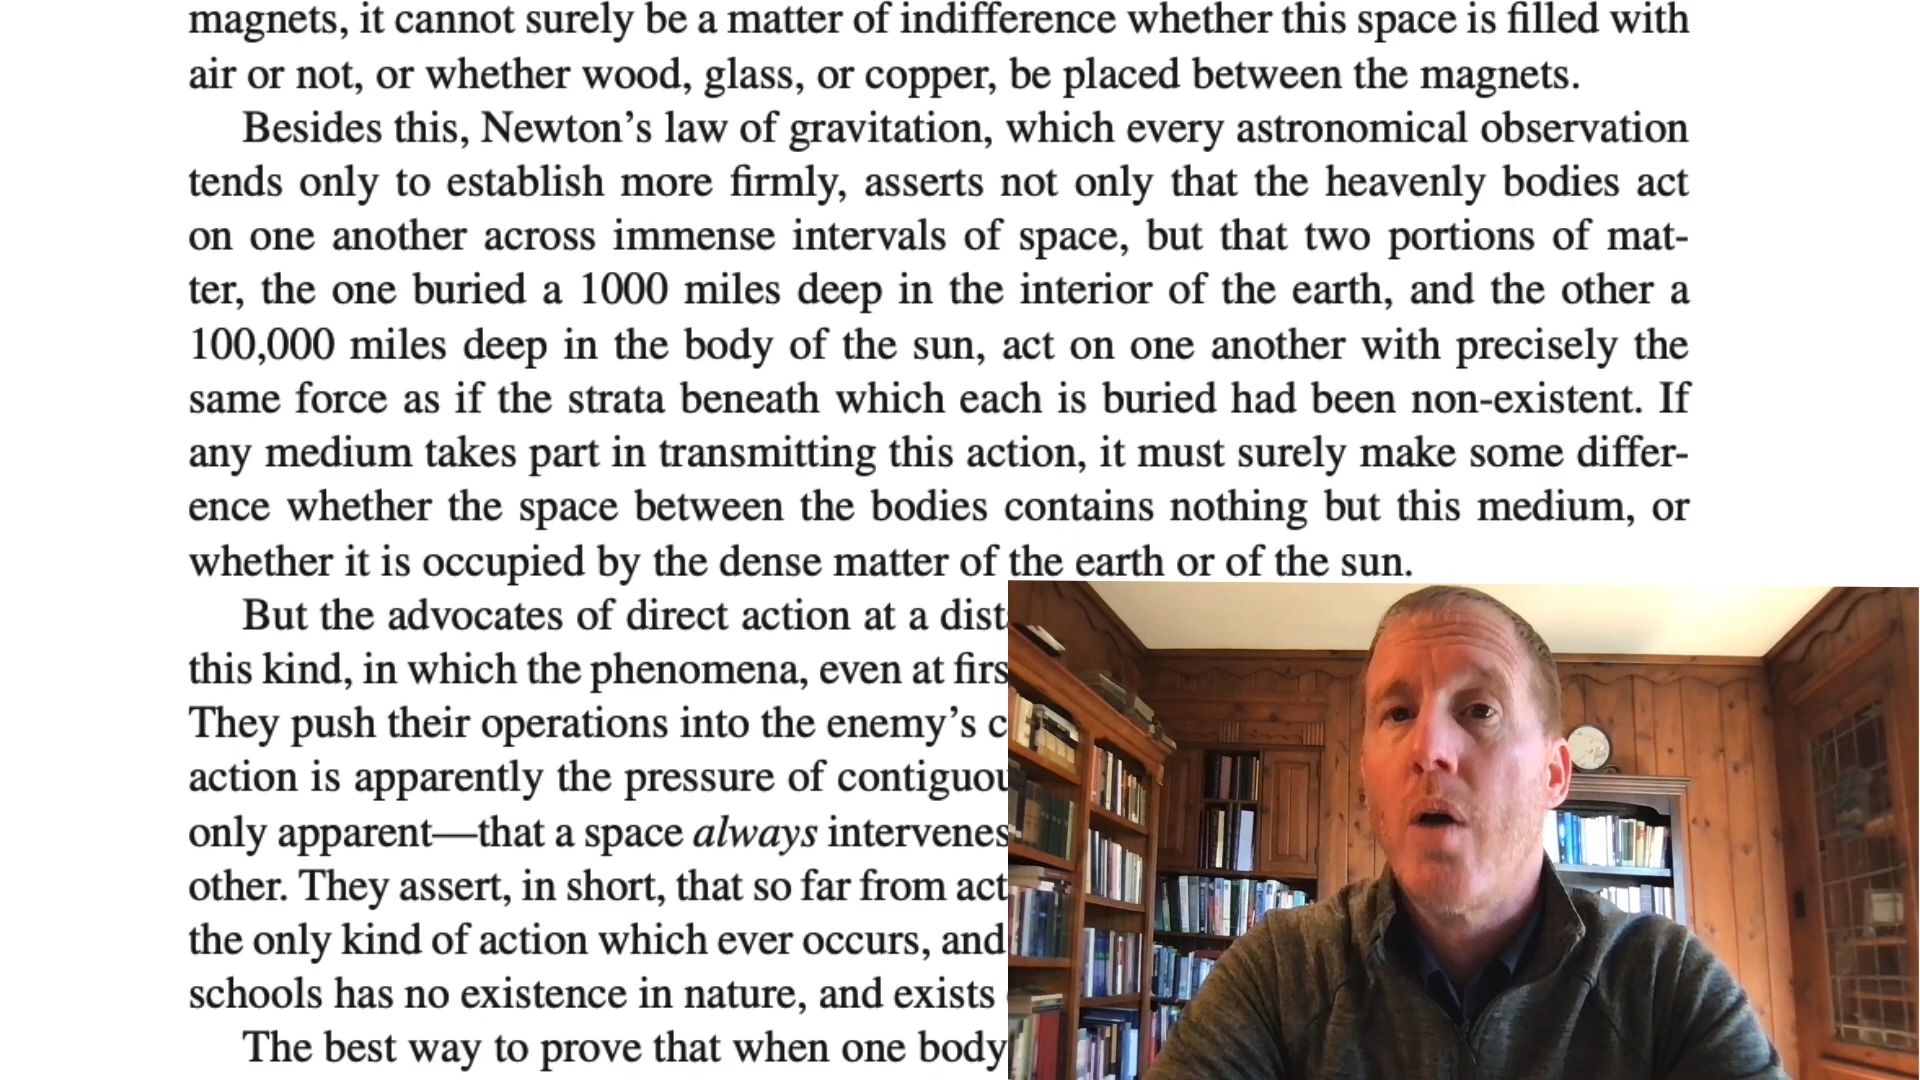 magnets, it cannot surely be a matter of indifference whether this space is filled with
air or not, or whether wood, glass, or copper, be placed between the magnets.
Besides this, Newton’s law of gravitation, which every astronomical observation
tends only to establish more firmly, asserts not only that the heavenly bodies act
on one another across immense intervals of space, but that two portions of mat-
ter, the one buried a 1000 miles deep in the interior of the earth, and the other a
100,000 miles deep in the body of the sun, act on one another with precisely the
same force as if the strata beneath which each is buried had been non-existent. If
any medium takes part in transmitting this action, it must surely make some differ-
ence whether the space between the bodies contains nothing but this medium, or
whether it is occupied by the dense matter of the earth or of the sun.
But the advocates of direct action at a dist
this kind, in which the phenomena, even at firs
They push their operations into the enemy’s c
action is apparently the pressure of contiguou
only apparent—that a space always intervenes
other. They assert, in short, that so far from act
the only kind of action which ever occurs, and
schools has no existence in nature, and exists
The best way to prove that when one body